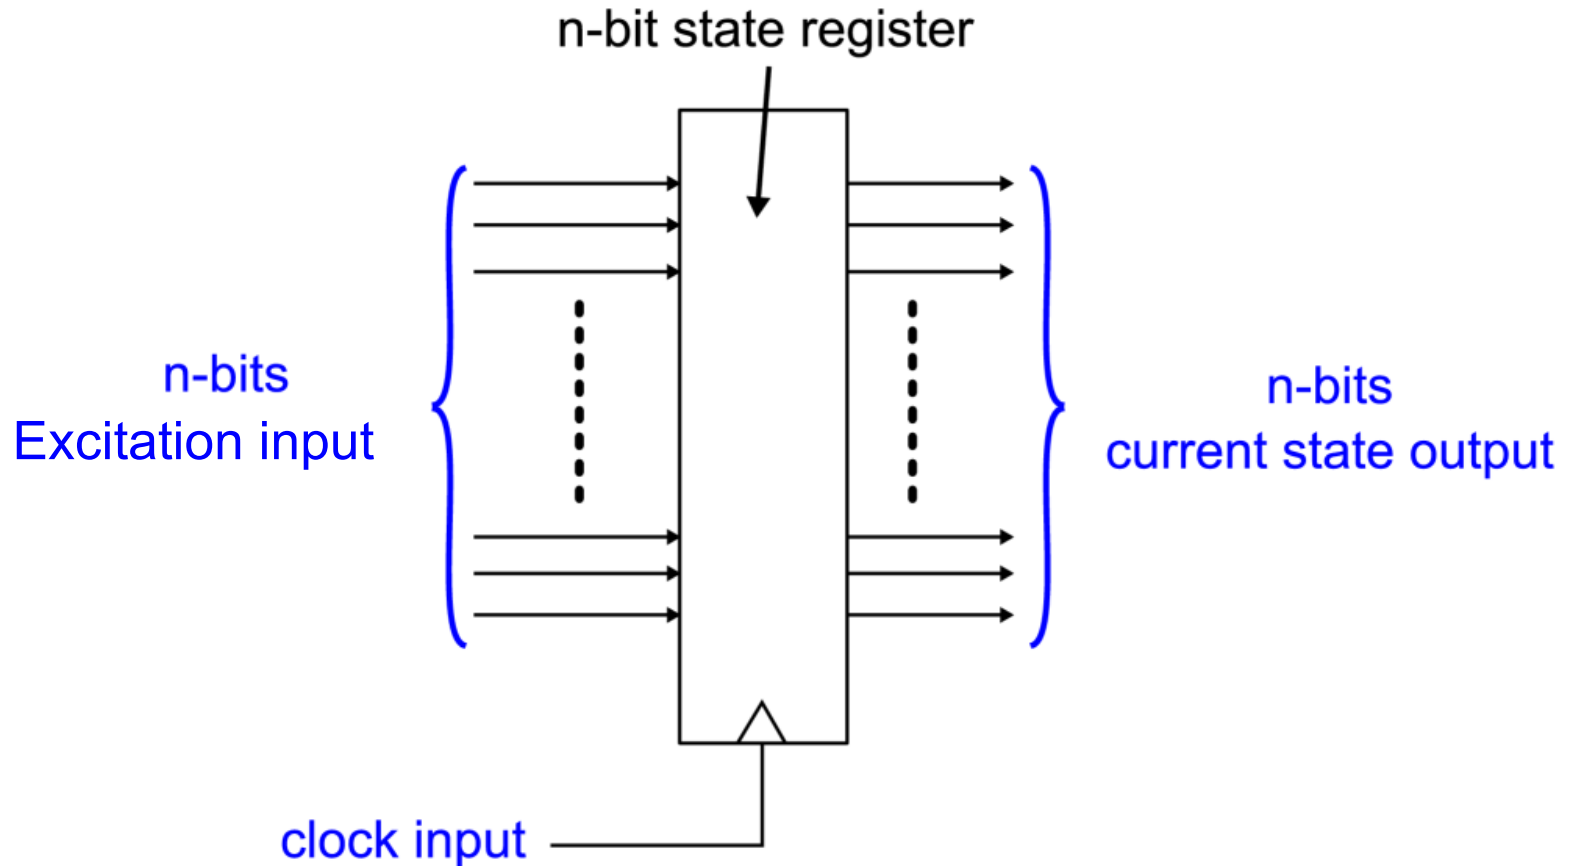 n-bit state register
n-bits
Excitation input
n-bits
current state output
clock input